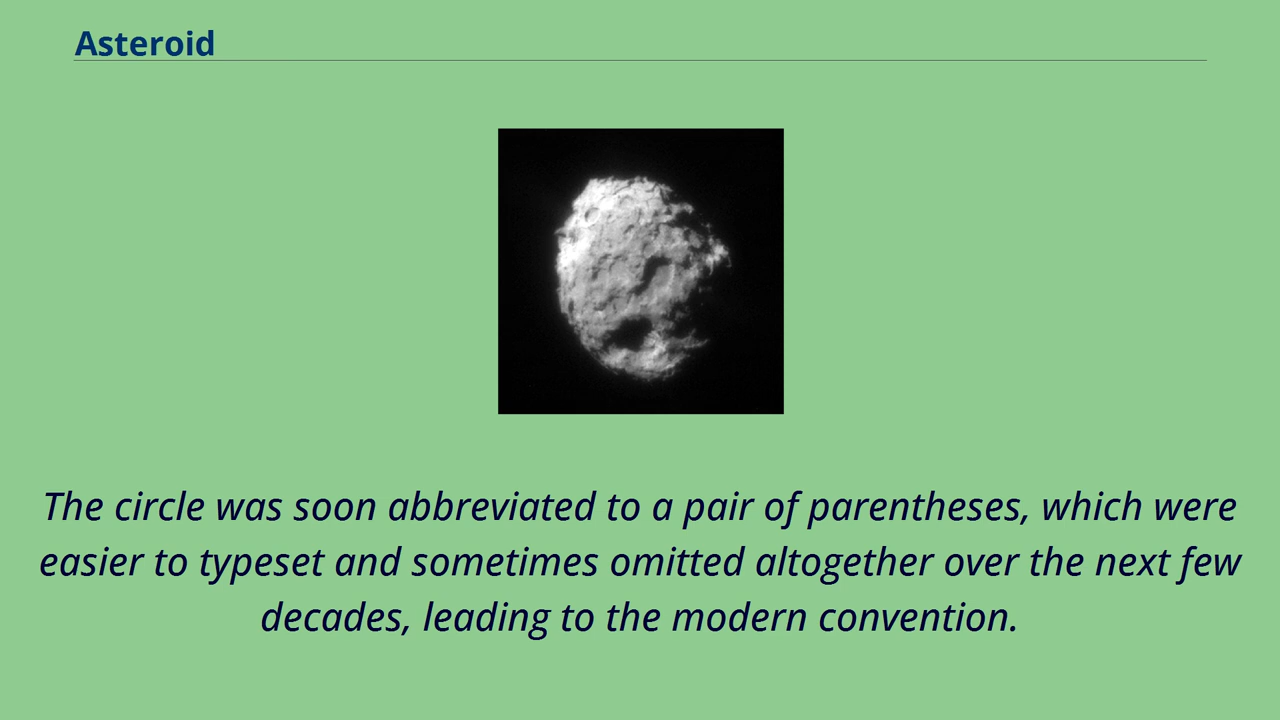 Asteroid
The circle was soon abbreviated to a pair of parentheses, which were
easier to typeset and sometimes omitted altogether over the next few
decades, leading to the modern convention.